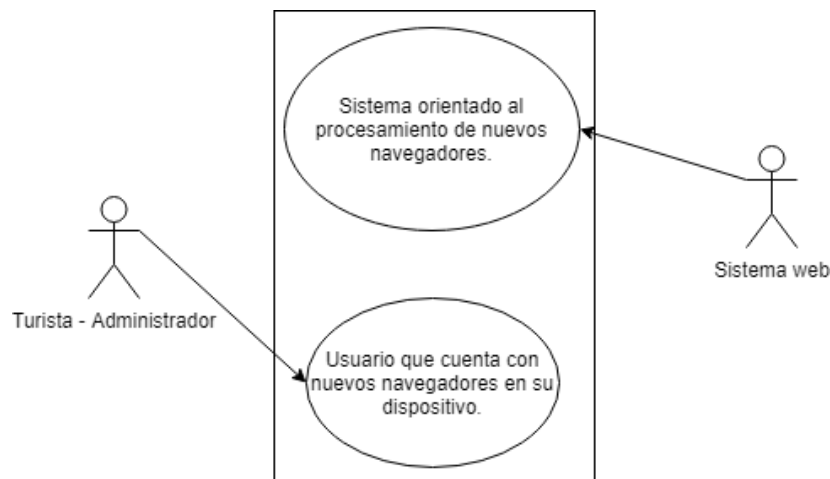 Sistema orientado al
procesamiento de nuevos
navegadores.
Sistema web
Turista - Administrador
Usuario que cuenta con
nuevos navegadores en su
dispositivo.